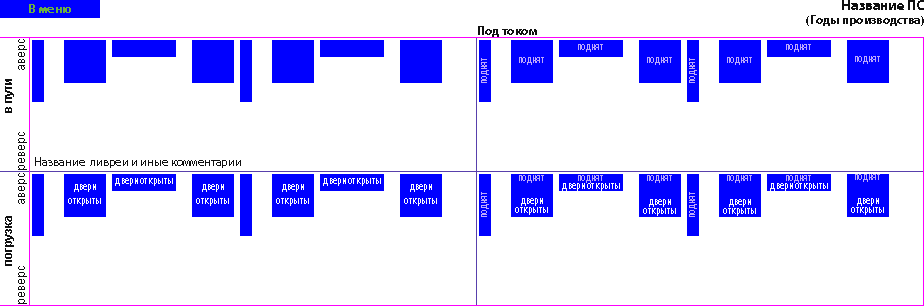 В меню
Название ПС
(Годы производства)
Под током
аверс
поднят поднят поднят поднят поднят поднят поднят поднят
в пути
реверс
Название ливреи и иные комментарии
аверс
двери открыты двери открыты двери открыты двери открыты двери открыты двери открыты
поднят поднят поднят поднят поднят поднят поднят поднят
двери открыты двери открыты двери открыты двери открыты двери открыты двери открыты
погрузка
реверс